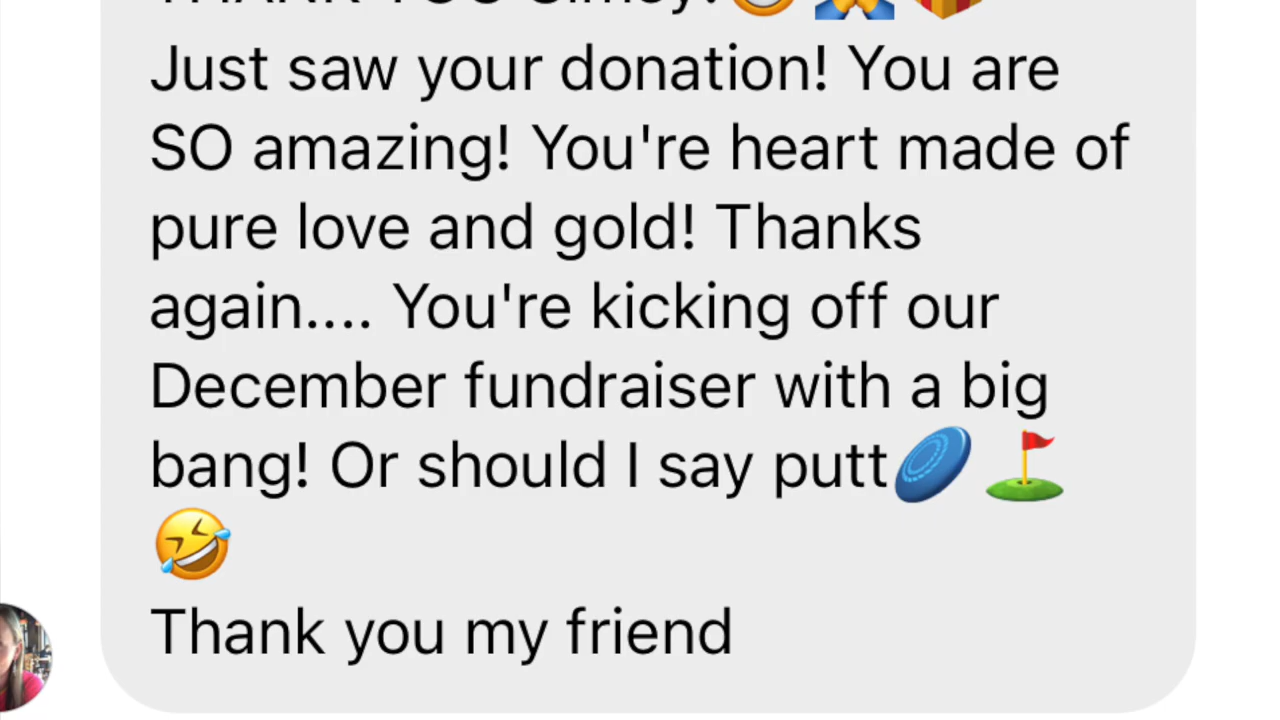 Just saw your donation! You are
SO amazing! You're heart made of
pure love and gold! Thanks
again.... You're kicking off our
December fundraiser with a big
bang! Or should I say putt🥏⛳
🤣
Thank you my friend